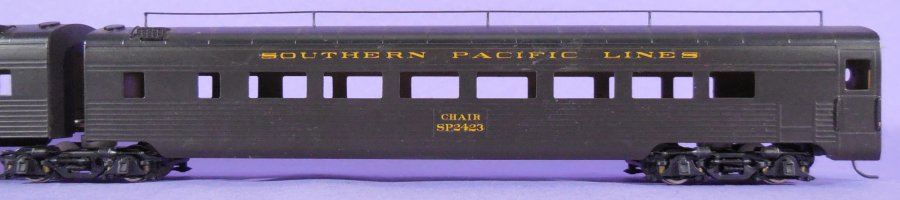 SOUTHERN PACIFIC LINES
CHAIR
SP2423